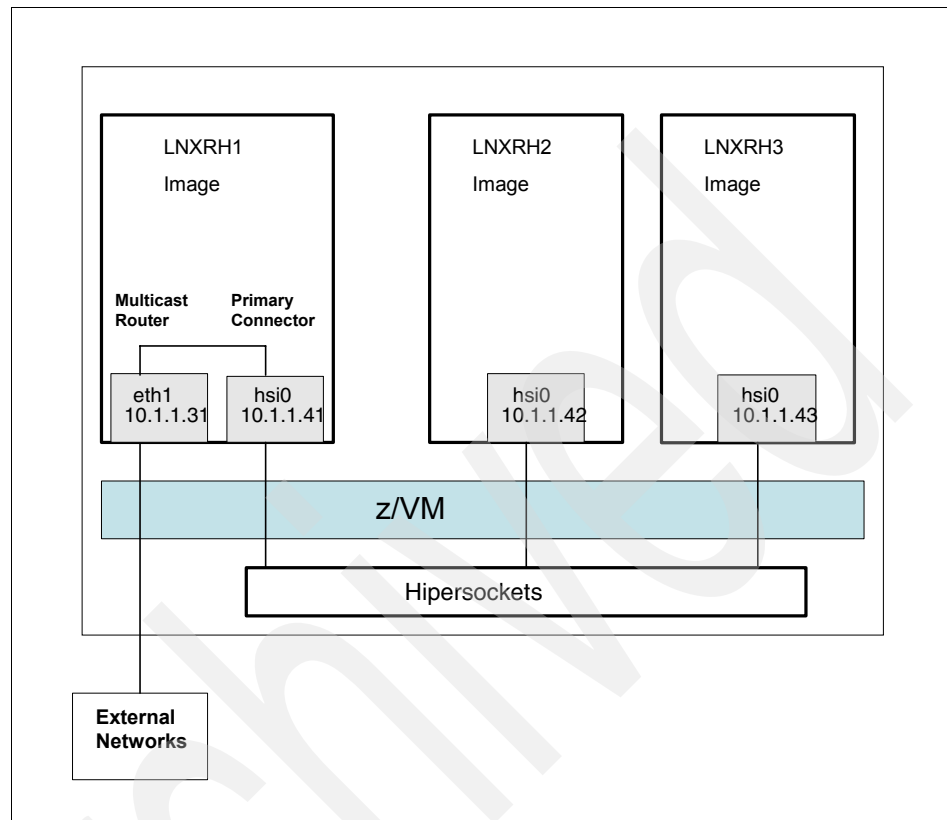 LNXRH1
Image
LNXRH2
Image
LNXRH3
Image
Multicast
Router
Primary
Connector
eth1
10.1.1.31
hsi0
10.1.1.41
hsi0
10.1.1.42
hsi0
10.1.1.43
z/VM
Hipersockets
External
Networks